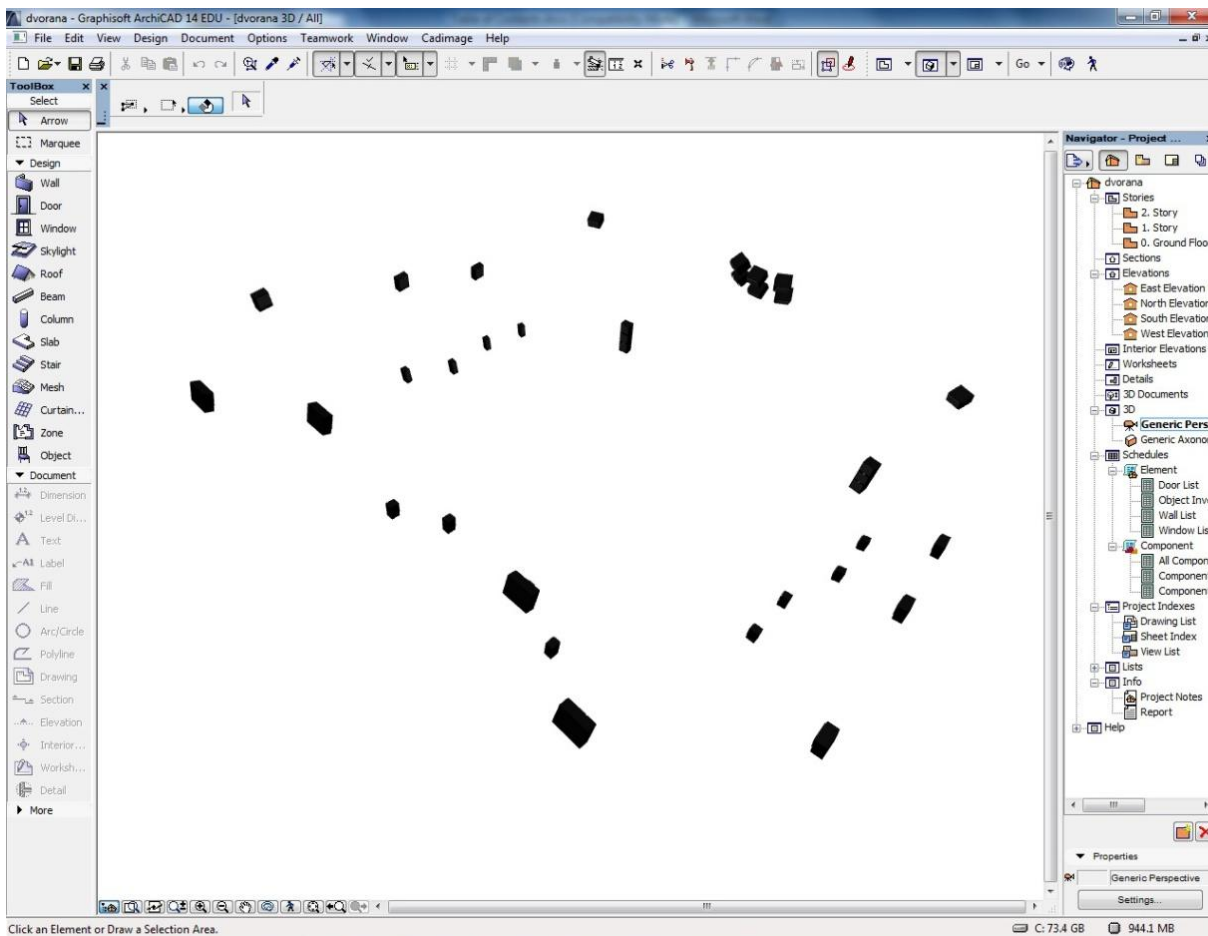 dvorana - Graphisoft ArchiCAD 14 EDU - [dvorana 3D / All]
File Edit View Design Document Options Teamwork Window Cadimage Help
Go
ToolBox
Select
Arrow
Marquee
Design
Wall
Door
Window
Skylight
Roof
Beam
Column
Slab
Stair
Mesh
Curtain...
Zone
Object
Document
Dimension
Level Di...
Text
Label
Fill
Line
Arc/Circle
Polyline
Drawing
Section
Elevation
Interior...
Worksh...
Detail
More
Navigator - Project ...
dvorana
Stories
2. Story
1. Story
0. Ground Floo
Sections
Elevations
East Elevation
North Elevation
South Elevation
West Elevation
Interior Elevations
Worksheets
Details
3D Documents
3D
Generic Pers
Generic Axono
Schedules
Element
Door List
Object Inv
Wall List
Window Lis
Component
All Compon
Component
Component
Project Indexes
Drawing List
Sheet Index
View List
Lists
Info
Project Notes
Report
Help
Properties
Generic Perspective
Settings...
Click an Element or Draw a Selection Area.
C: 73.4 GB 944.1 MB